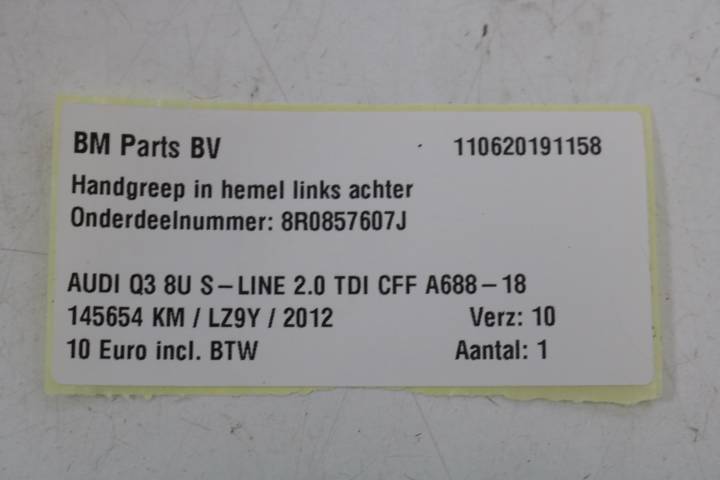 BM Parts BV 110620191158
Handgreep in hemel links achter
Onderdeelnummer: 8R0857607J
AUDI Q3 8U S-LINE 2.0 TDI CFF A688-18
145654 KM / LZ9Y / 2012 Verz: 10
10 Euro incl. BTW Aantal: 1